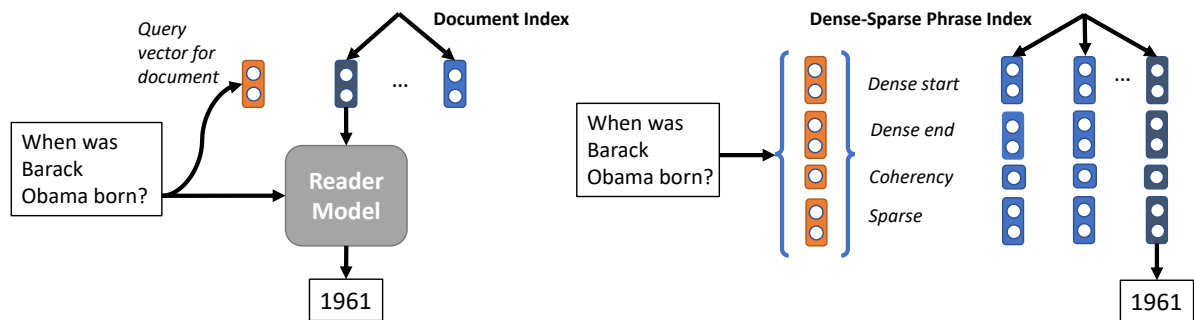 Document Index
Query
vector for
document
...
When was
Barack
Obama born?
Reader
Model
1961
Dense-Sparse Phrase Index
When was
Barack
Obama born?
Dense start
Dense end
Coherency
Sparse
...
1961